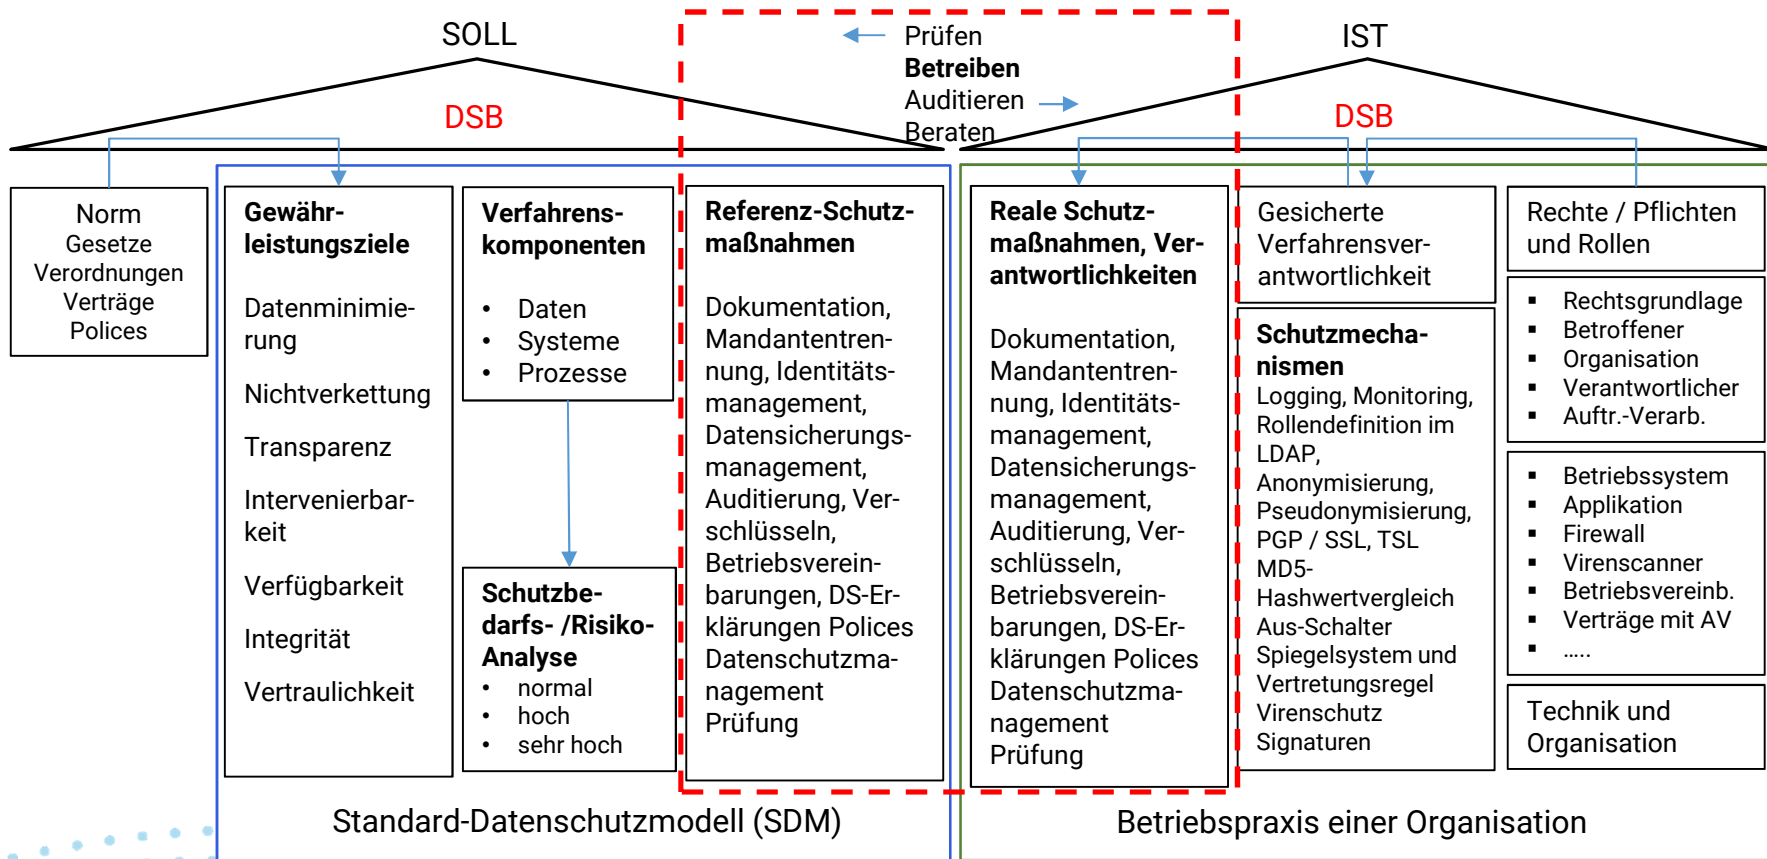 SOLL
DSB
Prüfen
Betreiben
Auditieren
Beraten
IST
DSB
Norm
Gesetze
Verordnungen
Verträge
Polices
Gewähr-
leistungsziele
Datenminimie-
rung
Nichtverkettung
Transparenz
Intervenierbar-
keit
Verfügbarkeit
Integrität
Vertraulichkeit
Verfahrens-
komponenten
• Daten
• Systeme
• Prozesse
Schutzbe-
darfs- /Risiko-
Analyse
• normal
• hoch
• sehr hoch
Referenz-Schutz-
maßnahmen
Dokumentation,
Mandantentren-
nung, Identitäts-
management,
Datensicherungs-
management,
Auditierung, Ver-
schlüsseln,
Betriebsverein-
barungen, DS-Er-
klärungen Polices
Datenschutzma-
nagement
Prüfung
Standard-Datenschutzmodell (SDM)
Reale Schutz-
maßnahmen, Ver-
antwortlichkeiten
Dokumentation,
Mandantentren-
nung, Identitäts-
management,
Datensicherungs-
management,
Auditierung, Ver-
schlüsseln,
Betriebsverein-
barungen, DS-Er-
klärungen Polices
Datenschutzma-
nagement
Prüfung
Gesicherte
Verfahrensver-
antwortlichkeit
Schutzmecha-
nismen
Logging, Monitoring,
Rollendefinition im
LDAP,
Anonymisierung,
Pseudonymisierung,
PGP / SSL, TSL
MD5-
Hashwertvergleich
Aus-Schalter
Spiegelsystem und
Vertretungsregel
Virenschutz
Signaturen
Rechte / Pflichten
und Rollen
▪ Rechtsgrundlage
▪ Betroffener
▪ Organisation
▪ Verantwortlicher
▪ Auftr.-Verarb.
▪ Betriebssystem
▪ Applikation
▪ Firewall
▪ Virenscanner
▪ Betriebsvereinb.
▪ Verträge mit AV
▪ .....
Technik und
Organisation
Betriebspraxis einer Organisation